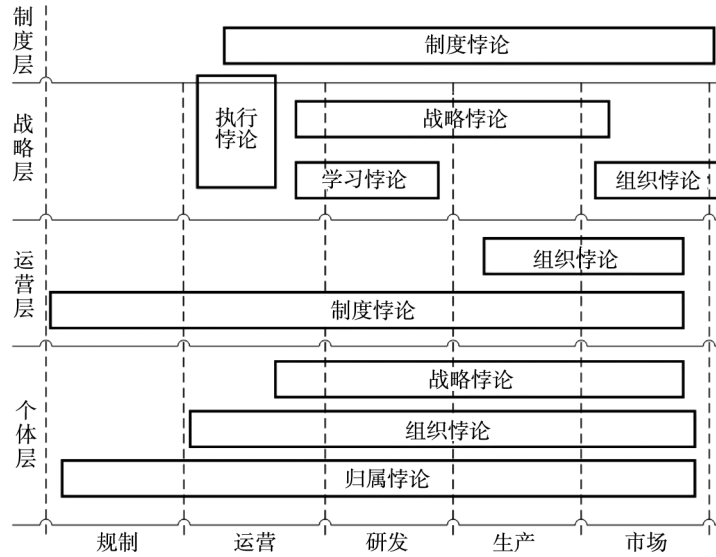 制度层
制度悖论
战略层
执行
悖论
战略悖论
学习悖论
组织悖论
运营层
组织悖论
制度悖论
个体层
战略悖论
组织悖论
归属悖论
规制
运营
研发
生产
市场